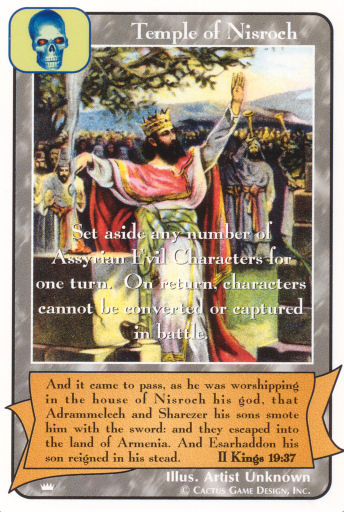 Temple of Nisroch
Set aside any number of
Assyrian Evil Characters for
one turn. On return, characters
cannot be converted or captured
in battle.
And it came to pass, as he was worshipping
in the house of Nisroch his god, that
Adrammelech and Sharezer his sons smote
him with the sword: and they escaped into
the land of Armenia. And Esarhaddon his
son reigned in his stead. II Kings 19:37
Illus. Artist Unknown
© Cactus Game Design, Inc.